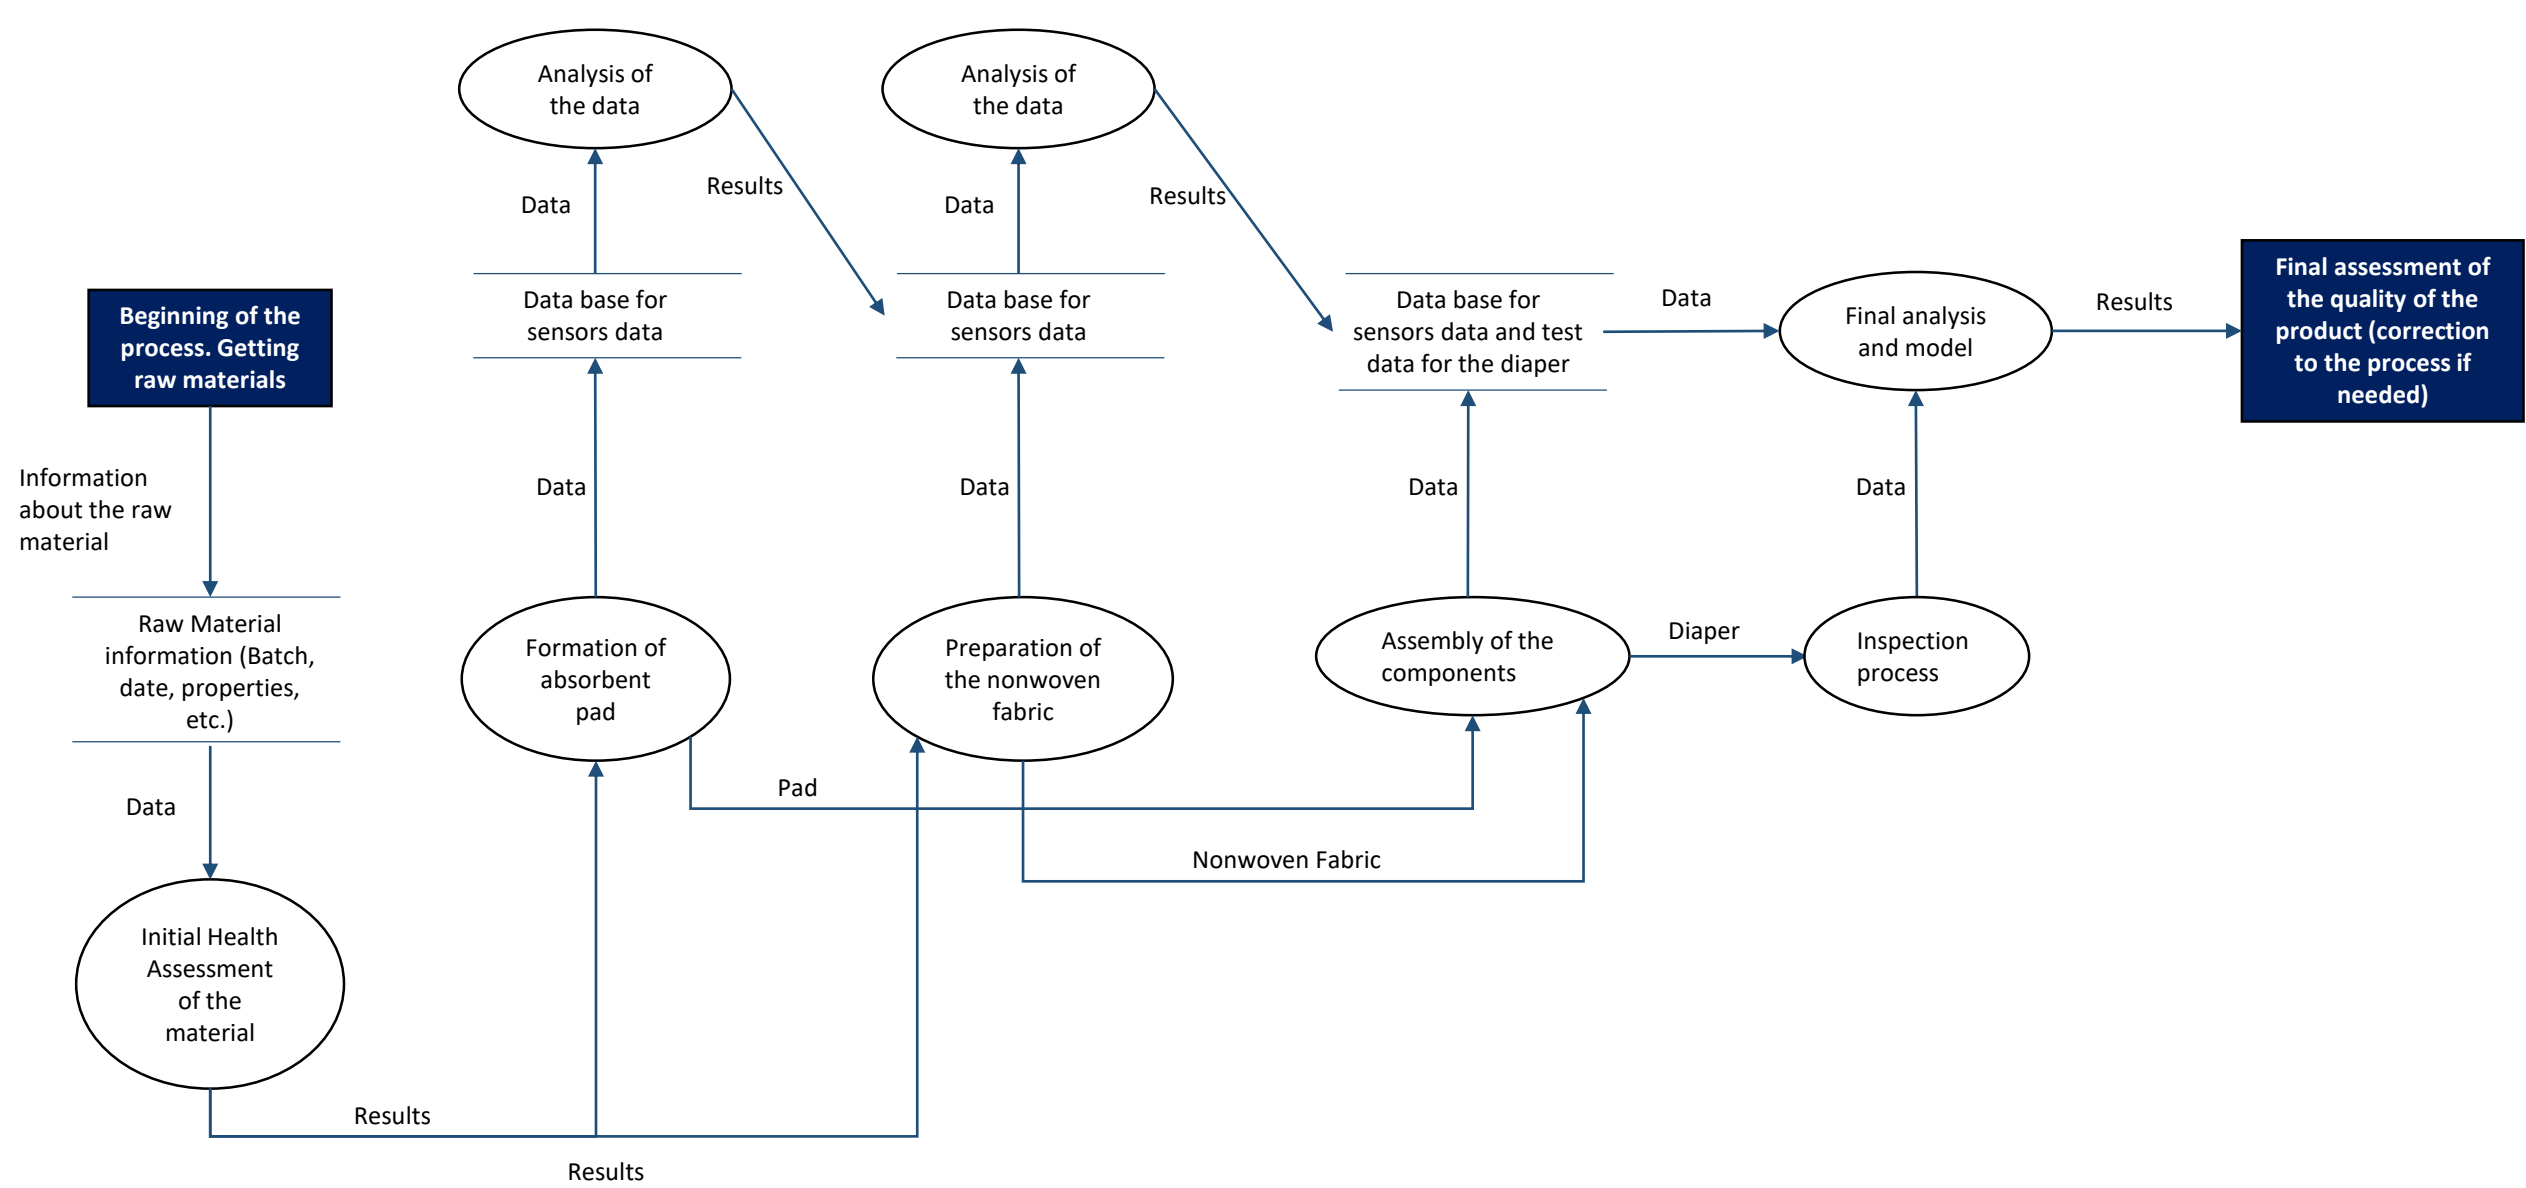 Analysis of
the data
Analysis of
the data
Data
Results
Data
Results
Beginning of the
process. Getting
raw materials
Data base for
sensors data
Data base for
sensors data
Data base for
sensors data and test
data for the diaper
Data
Final analysis
and model
Results
Final assessment of
the quality of the
product (correction
to the process if
needed)
Information
about the raw
material
Data
Data
Data
Data
Raw Material
information (Batch,
date, properties,
etc.)
Formation of
absorbent
pad
Preparation of
the nonwoven
fabric
Assembly of the
components
Diaper
Inspection
process
Data
Pad
Nonwoven Fabric
Initial Health
Assessment
of the
material
Results
Results